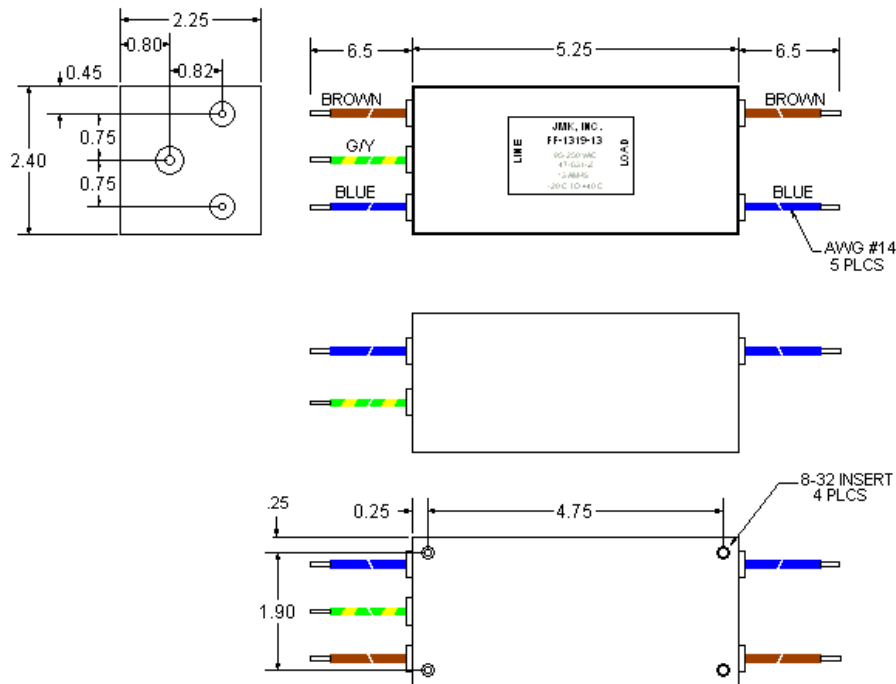 2.25
0.80
0.82
0.45
0.75
2.40
0.75
6.5
5.25
6.5
BROWN
G/Y
BLUE
LINE
JMK, INC.
FF-1319-13
LOAD
BROWN
BLUE
AWG #14
5 PLCS
.25
0.25
4.75
8-32 INSERT
4 PLCS
1.90